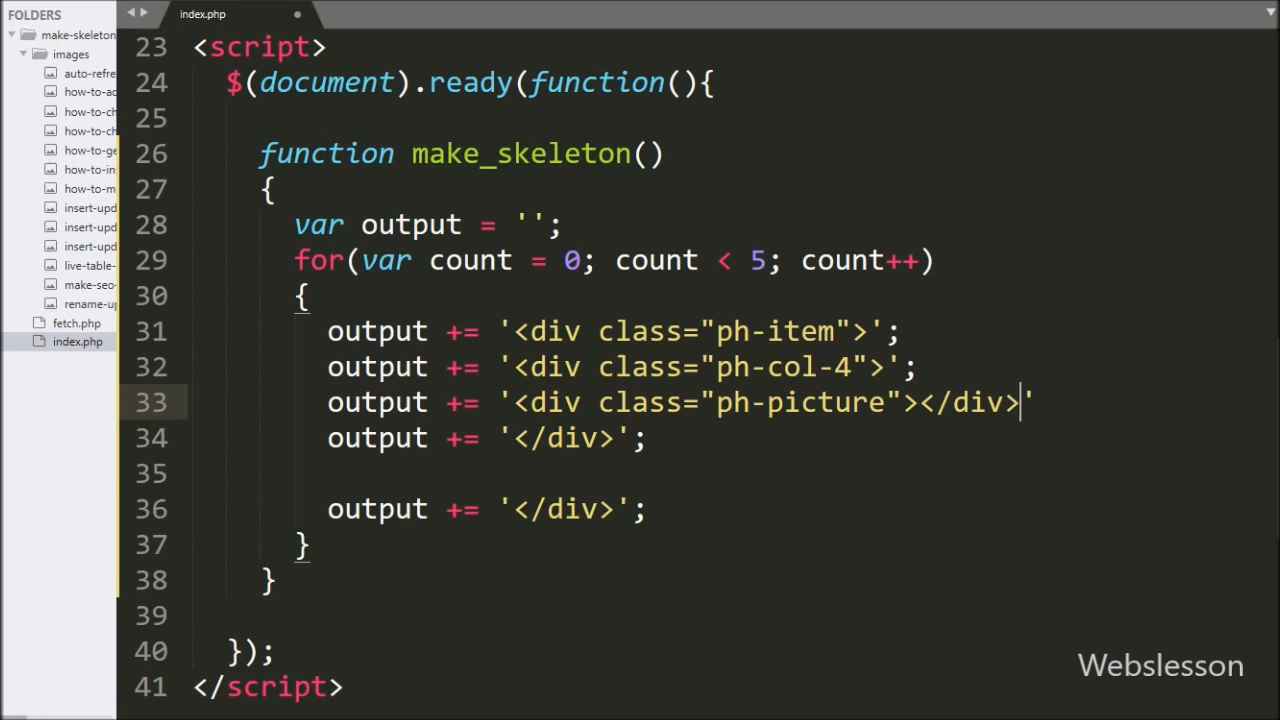 FOLDERS
make-skeleton
images
auto-refre
how-to-ac
how-to-ch
how-to-ch
how-to-ge
how-to-in
how-to-m
insert-upd
insert-upd
insert-upd
live-table-
make-seo-
rename-up
fetch.php
index.php
index.php
23 <script>
24 $(document).ready(function(){
25
26 function make_skeleton()
27 {
28 var output = '';
29 for(var count = 0; count < 5; count++)
30 {
31 output += '<div class="ph-item">';
32 output += '<div class="ph-col-4">';
33 output += '<div class="ph-picture"></div>'
34 output += '</div>';
35
36 output += '</div>';
37 }
38 }
39
40 });
41 </script>
Webslesson